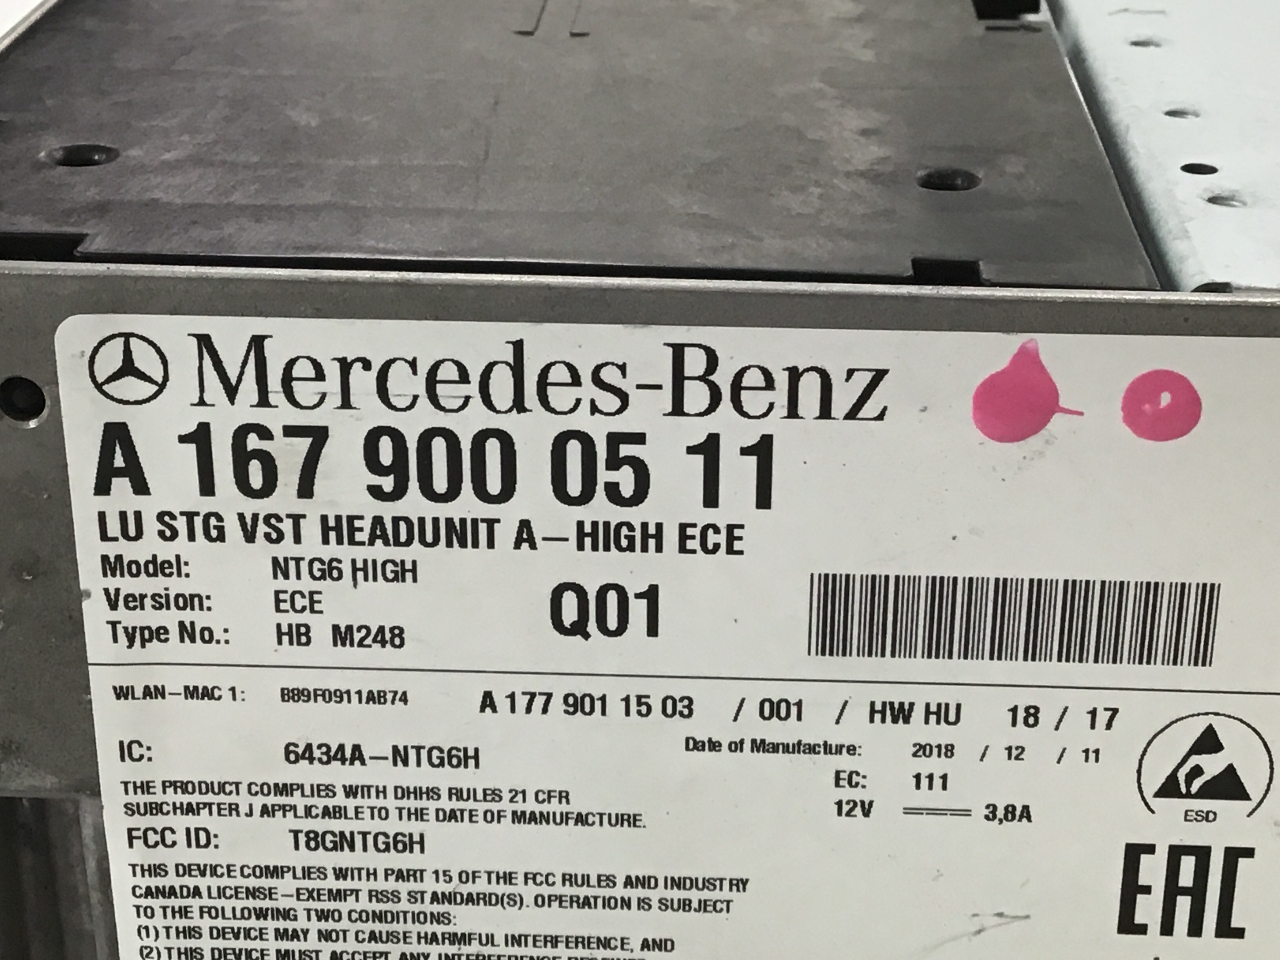 Mercedes-Benz
A 167 900 05 11
LU STG VST HEADUNIT A-HIGH ECE
Model: NTG6 HIGH
Version: ECE
Type No.: HB M248
Q01
WLAN-MAC 1: B89F0911AB74
A 177 901 15 03 / 001 / HW HU 18 / 17
Date of Manufacture: 2018 / 12 / 11
IC: 6434A-NTG6H
EC: 111
12V 3,8A
ESD
THE PRODUCT COMPLIES WITH DHHS RULES 21 CFR
SUBCHAPTER J APPLICABLE TO THE DATE OF MANUFACTURE.
FCC ID: T8GNTG6H
EAC
THIS DEVICE COMPLIES WITH PART 15 OF THE FCC RULES AND INDUSTRY
CANADA LICENSE-EXEMPT RSS STANDARD(S). OPERATION IS SUBJECT
TO THE FOLLOWING TWO CONDITIONS:
(1) THIS DEVICE MAY NOT CAUSE HARMFUL INTERFERENCE, AND
(2) THIS DEVICE MUST ACCEPT ANY INTERFERENCE